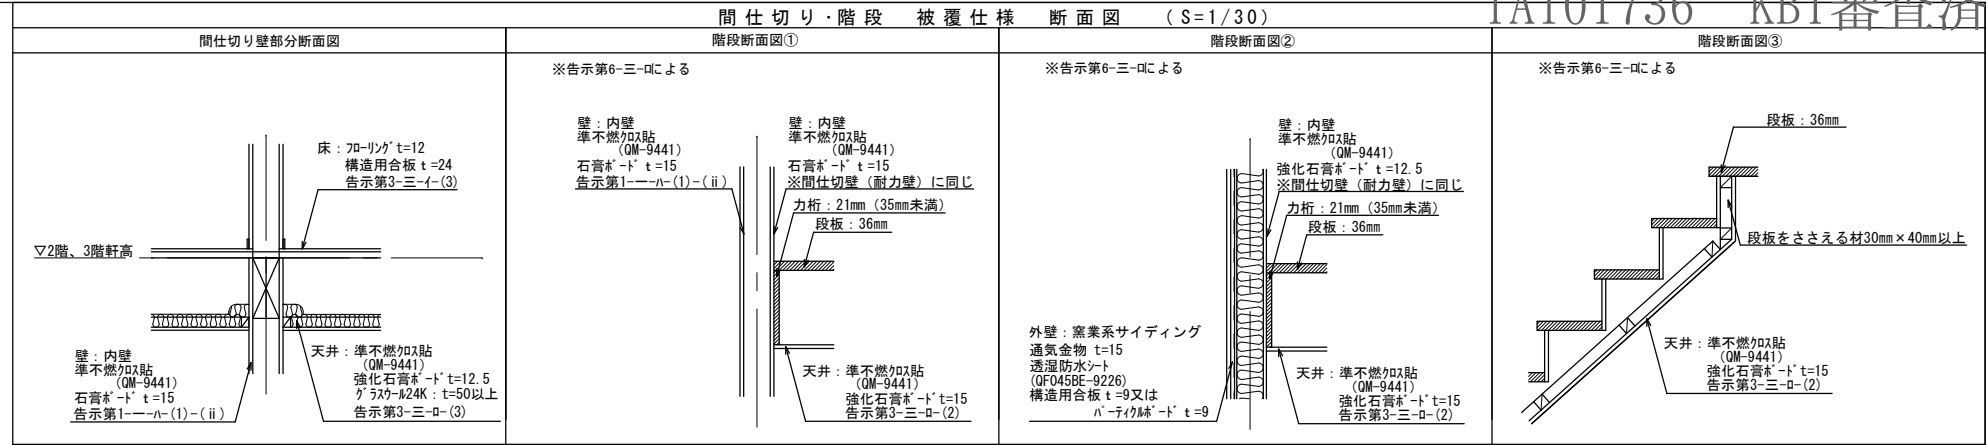 間仕切り・階段 被覆仕様 断面図 (S=1/30)
1A101736 KBI審査済
間仕切り壁部分断面図
床：フローリング t=12
構造用合板 t=24
告示第3-三-イ-(3)
▽2階、3階軒高
壁：内壁
準不燃クロス貼
(QM-9441)
石膏ボード t=15
告示第1-一-ハ-(1)-(ⅱ)
天井：準不燃クロス貼
(QM-9441)
強化石膏ボード t=12.5
グラスウール24K：t=50以上
告示第3-三-ロ-(3)
階段断面図①
※告示第6-三-ロによる
壁：内壁
準不燃クロス貼
(QM-9441)
石膏ボード t=15
告示第1-一-ハ-(1)-(ⅱ)
壁：内壁
準不燃クロス貼
(QM-9441)
石膏ボード t=15
※間仕切壁（耐力壁）に同じ
力桁：21mm（35mm未満）
段板：36mm
天井：準不燃クロス貼
(QM-9441)
強化石膏ボード t=15
告示第3-三-ロ-(2)
階段断面図②
※告示第6-三-ロによる
壁：内壁
準不燃クロス貼
(QM-9441)
強化石膏ボード t=12.5
※間仕切壁（耐力壁）に同じ
力桁：21mm（35mm未満）
段板：36mm
外壁：窯業系サイディング
通気金物 t=15
透湿防水シート
(QF045BE-9226)
構造用合板 t=9又は
パーティクルボード t=9
天井：準不燃クロス貼
(QM-9441)
強化石膏ボード t=15
告示第3-三-ロ-(2)
階段断面図③
※告示第6-三-ロによる
段板：36mm
段板をささえる材30mm×40mm以上
天井：準不燃クロス貼
(QM-9441)
強化石膏ボード t=15
告示第3-三-ロ-(2)